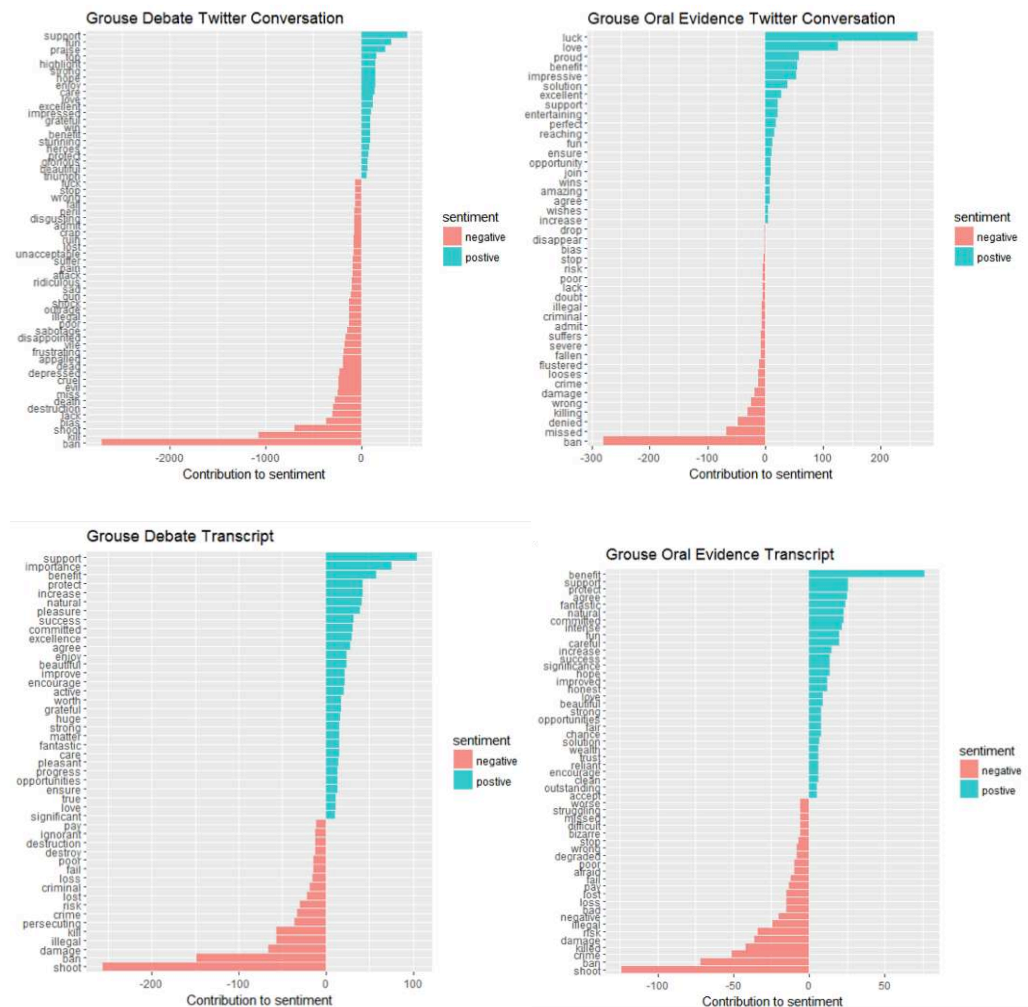 Grouse Debate Twitter Conversation
support
fun
praise
top
highlight
strong
hope
enjoy
care
love
excellent
impressed
grateful
win
benefit
stunning
heroes
protect
glorious
beautiful
triumph
fuck
stop
wrong
fall
peril
disgusting
admit
crap
ruin
lost
unacceptable
suffer
pain
attack
ridiculous
sad
gun
shock
outrage
illegal
poor
sabotage
disappointed
vile
frustrating
appalled
dead
depressed
cruel
evil
miss
death
destruction
lack
bias
shoot
kill
ban
-2000 -1000 0
Contribution to sentiment
sentiment
negative
postive
Grouse Oral Evidence Twitter Conversation
luck
love
proud
benefit
impressive
solution
excellent
support
entertaining
perfect
reaching
fun
ensure
opportunity
join
wins
amazing
agree
wishes
increase
drop
disappear
bias
stop
risk
poor
lack
doubt
illegal
criminal
admit
suffers
severe
fallen
flustered
looses
crime
damage
wrong
killing
denied
missed
ban
-300 -200 -100 0 100 200
Contribution to sentiment
sentiment
negative
postive
Grouse Debate Transcript
support
importance
benefit
protect
increase
natural
pleasure
success
committed
excellence
agree
enjoy
beautiful
improve
encourage
active
worth
grateful
huge
strong
matter
fantastic
care
pleasant
progress
opportunities
ensure
true
love
significant
pay
ignorant
destruction
destroy
poor
fail
loss
criminal
lost
risk
crime
persecuting
kill
illegal
damage
ban
shoot
-200 -100 0 100
Contribution to sentiment
sentiment
negative
postive
Grouse Oral Evidence Transcript
benefit
support
protect
agree
fantastic
natural
committed
intense
fun
careful
increase
success
significance
hope
improved
honest
love
beautiful
strong
opportunities
fair
chance
solution
wealth
trust
reliant
encourage
clean
outstanding
accept
worse
struggling
missed
difficult
bizarre
stop
wrong
degraded
poor
afraid
fail
pay
lost
loss
bad
negative
illegal
risk
damage
killed
crime
ban
shoot
-100 -50 0 50
Contribution to sentiment
sentiment
negative
postive